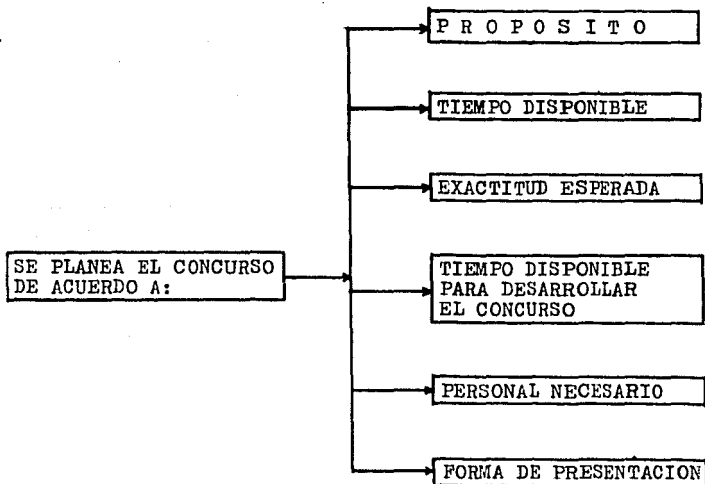 P R O P O S I T O
TIEMPO DISPONIBLE
EXACTITUD ESPERADA
SE PLANEA EL CONCURSO
DE ACUERDO A:
TIEMPO DISPONIBLE
PARA DESARROLLAR
EL CONCURSO
PERSONAL NECESARIO
FORMA DE PRESENTACION